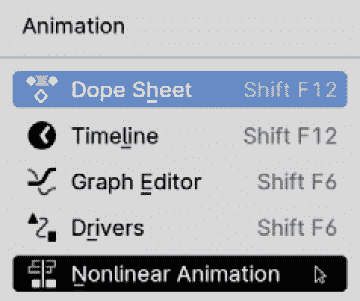 Animation
Dope Sheet Shift F12
Timeline Shift F12
Graph Editor Shift F6
Drivers Shift F6
Nonlinear Animation